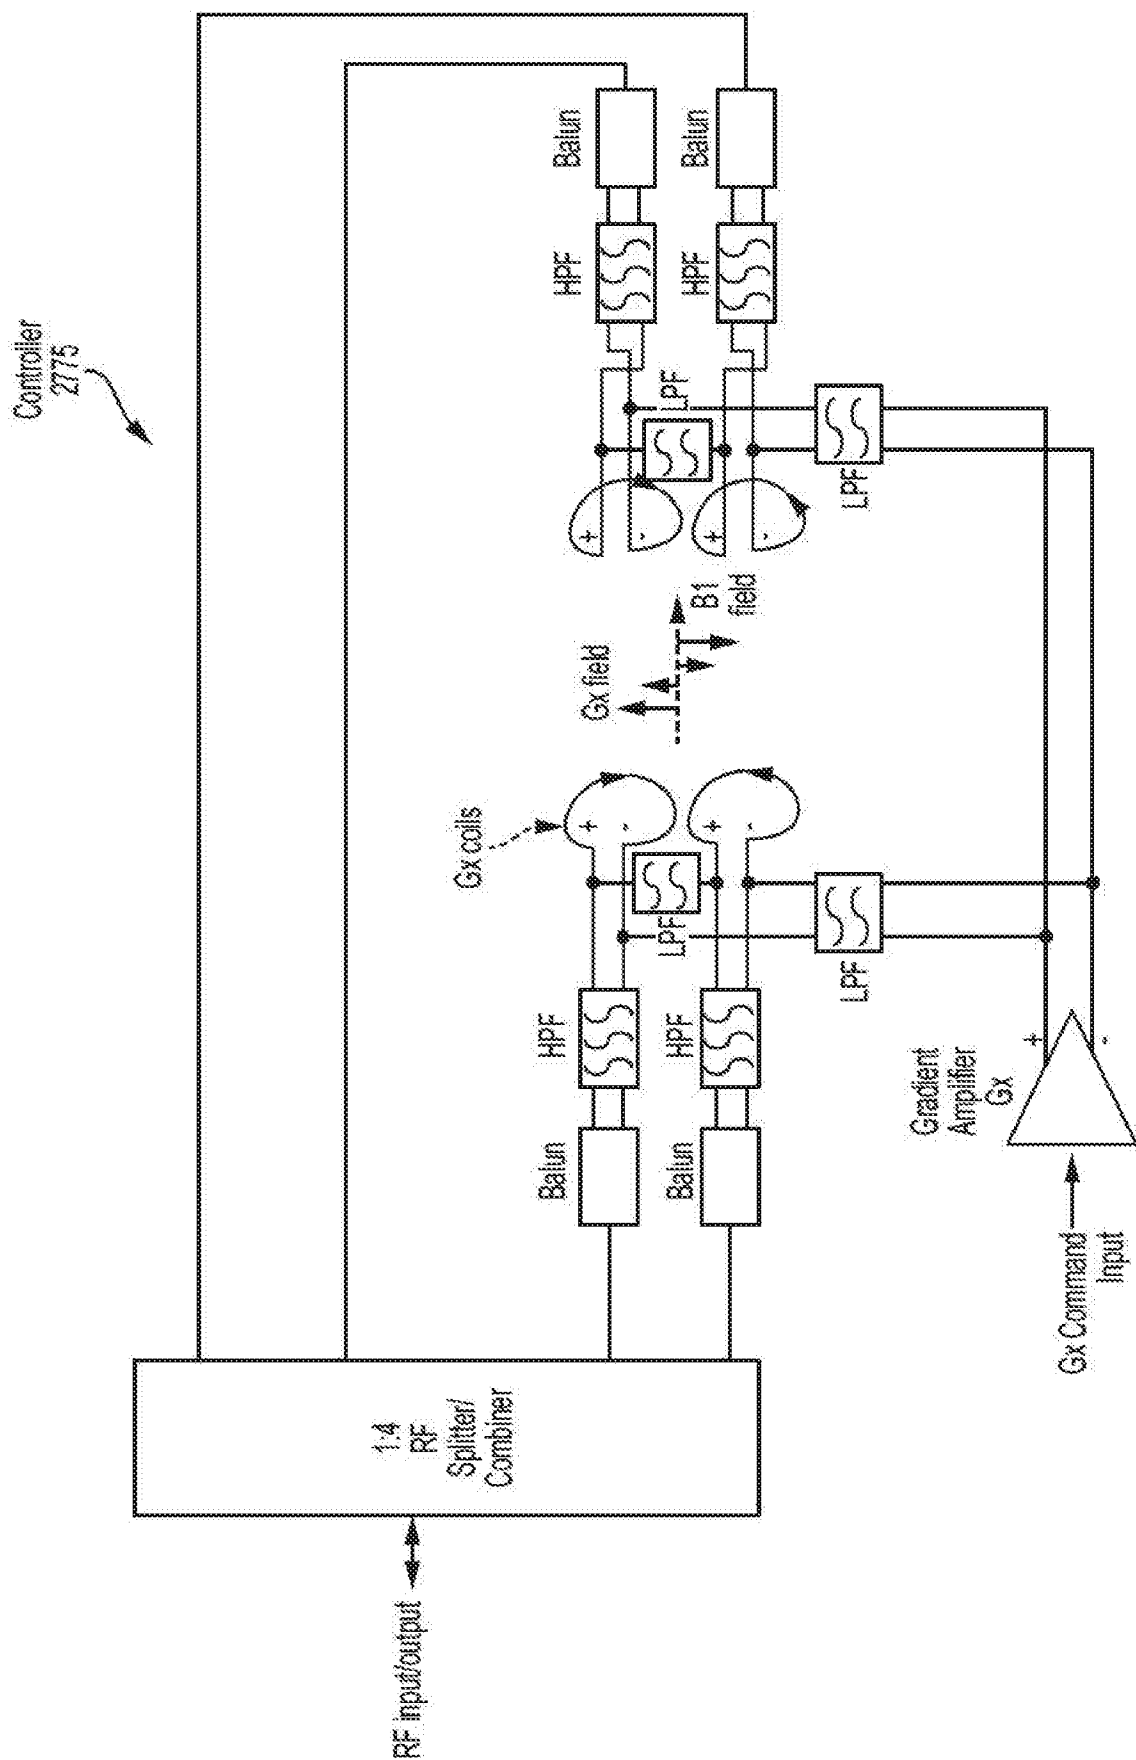 Controller
2775
Balun
Balun
HPF
HPF
LPF
LPF
+
-
+
-
B1
field
Gx field
Gx coils
+
-
+
-
LPF
LPF
HPF
HPF
Balun
Balun
Gradient
Amplifier
Gx
+
-
Gx Command
Input
1:4
RF
Splitter/
Combiner
RF input/output